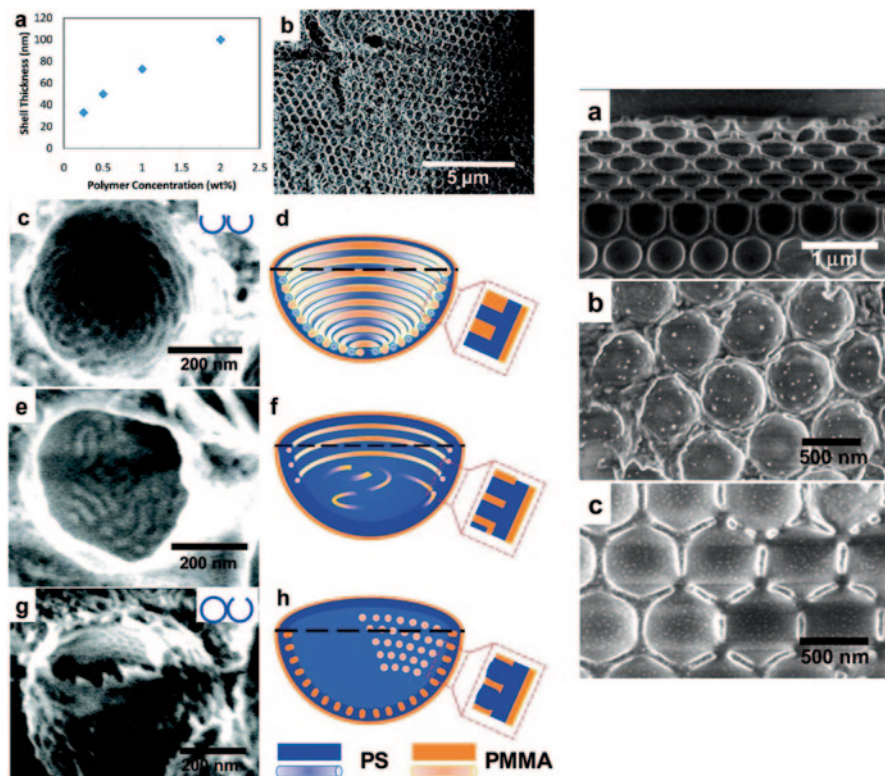 a
120
100
80
60
40
20
0
Shell Thickness (nm)
0 0.5 1 1.5 2 2.5
Polymer Concentration (wt%)
b
5 µm
c
200 nm
d
e
200 nm
f
g
200 nm
h
PS PMMA
a
1 µm
b
500 nm
c
500 nm